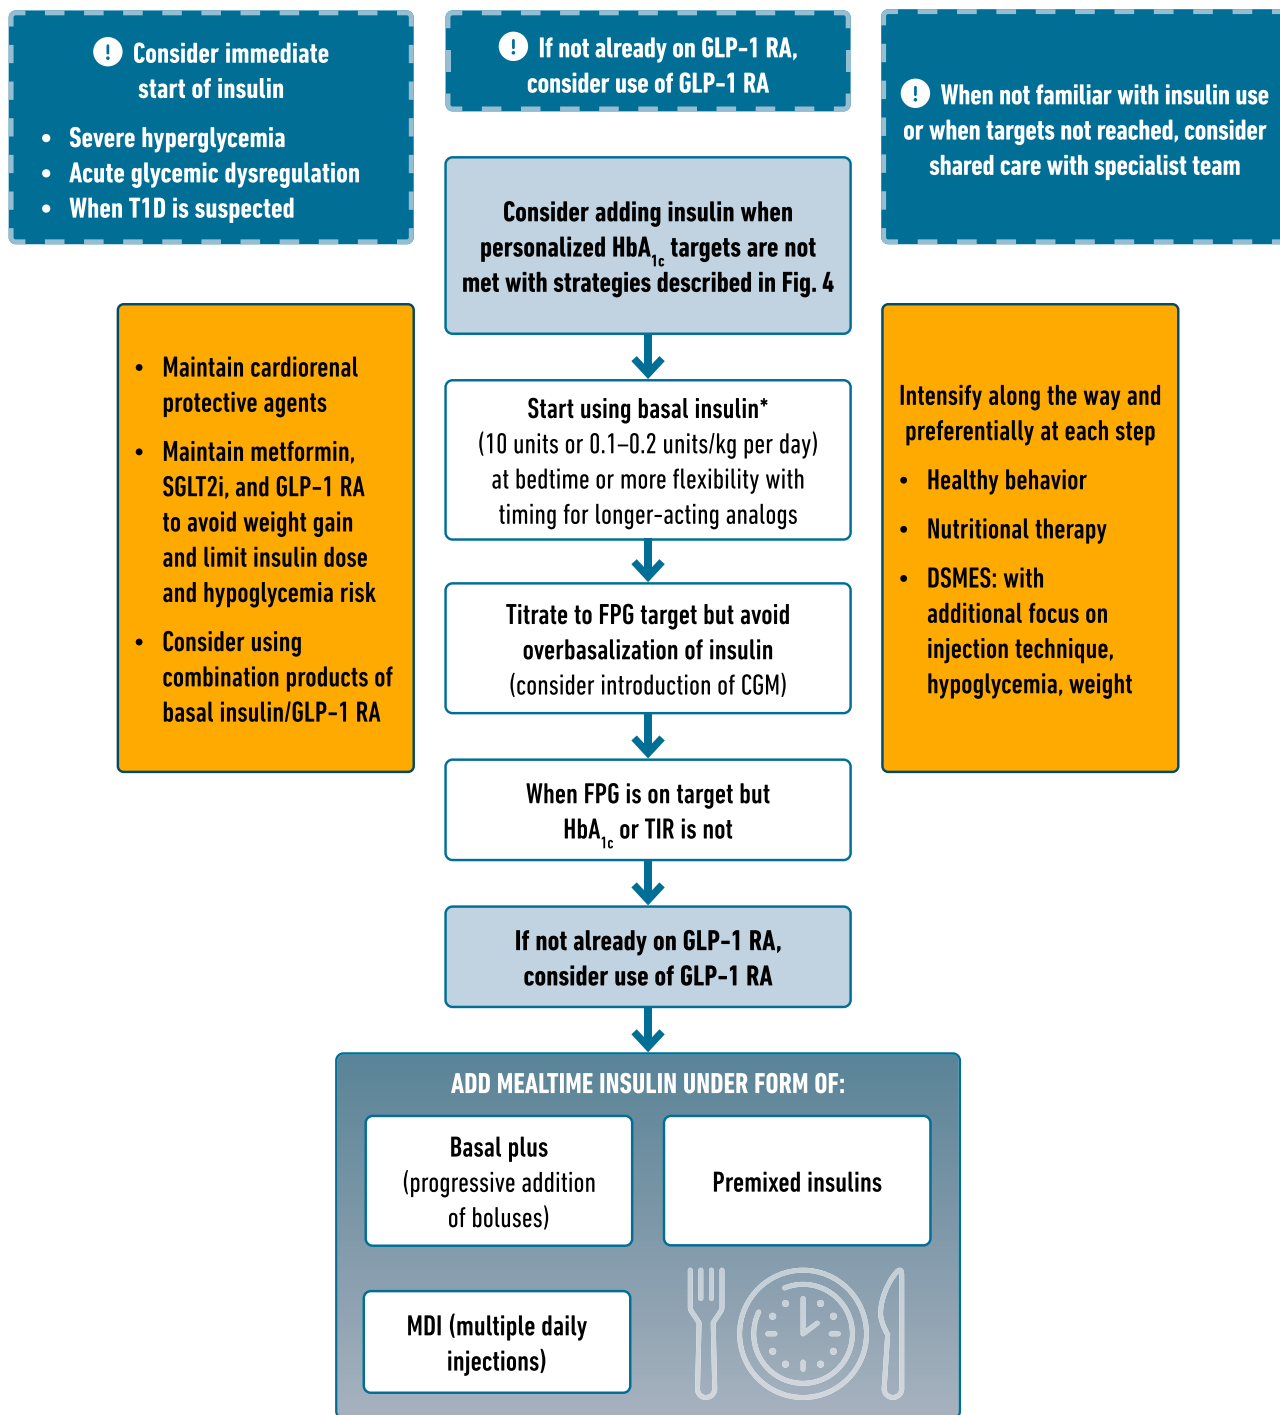 ! Consider immediate
start of insulin
• Severe hyperglycemia
• Acute glycemic dysregulation
• When T1D is suspected
! If not already on GLP-1 RA,
consider use of GLP-1 RA
! When not familiar with insulin use
or when targets not reached, consider
shared care with specialist team
Consider adding insulin when
personalized HbA1c targets are not
met with strategies described in Fig. 4
• Maintain cardiorenal
protective agents
• Maintain metformin,
SGLT2i, and GLP-1 RA
to avoid weight gain
and limit insulin dose
and hypoglycemia risk
• Consider using
combination products of
basal insulin/GLP-1 RA
Start using basal insulin*
(10 units or 0.1–0.2 units/kg per day)
at bedtime or more flexibility with
timing for longer-acting analogs
Intensify along the way and
preferentially at each step
• Healthy behavior
• Nutritional therapy
• DSMES: with
additional focus on
injection technique,
hypoglycemia, weight
Titrate to FPG target but avoid
overbasalization of insulin
(consider introduction of CGM)
When FPG is on target but
HbA1c or TIR is not
If not already on GLP-1 RA,
consider use of GLP-1 RA
ADD MEALTIME INSULIN UNDER FORM OF:
Basal plus
(progressive addition
of boluses)
Premixed insulins
MDI (multiple daily
injections)